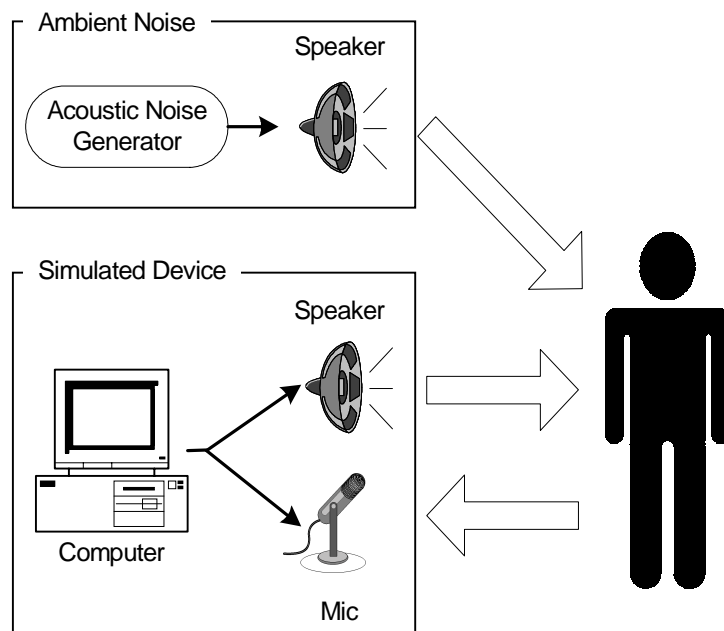 Ambient Noise
Speaker
Acoustic Noise
Generator
Simulated Device
Speaker
Computer
Mic